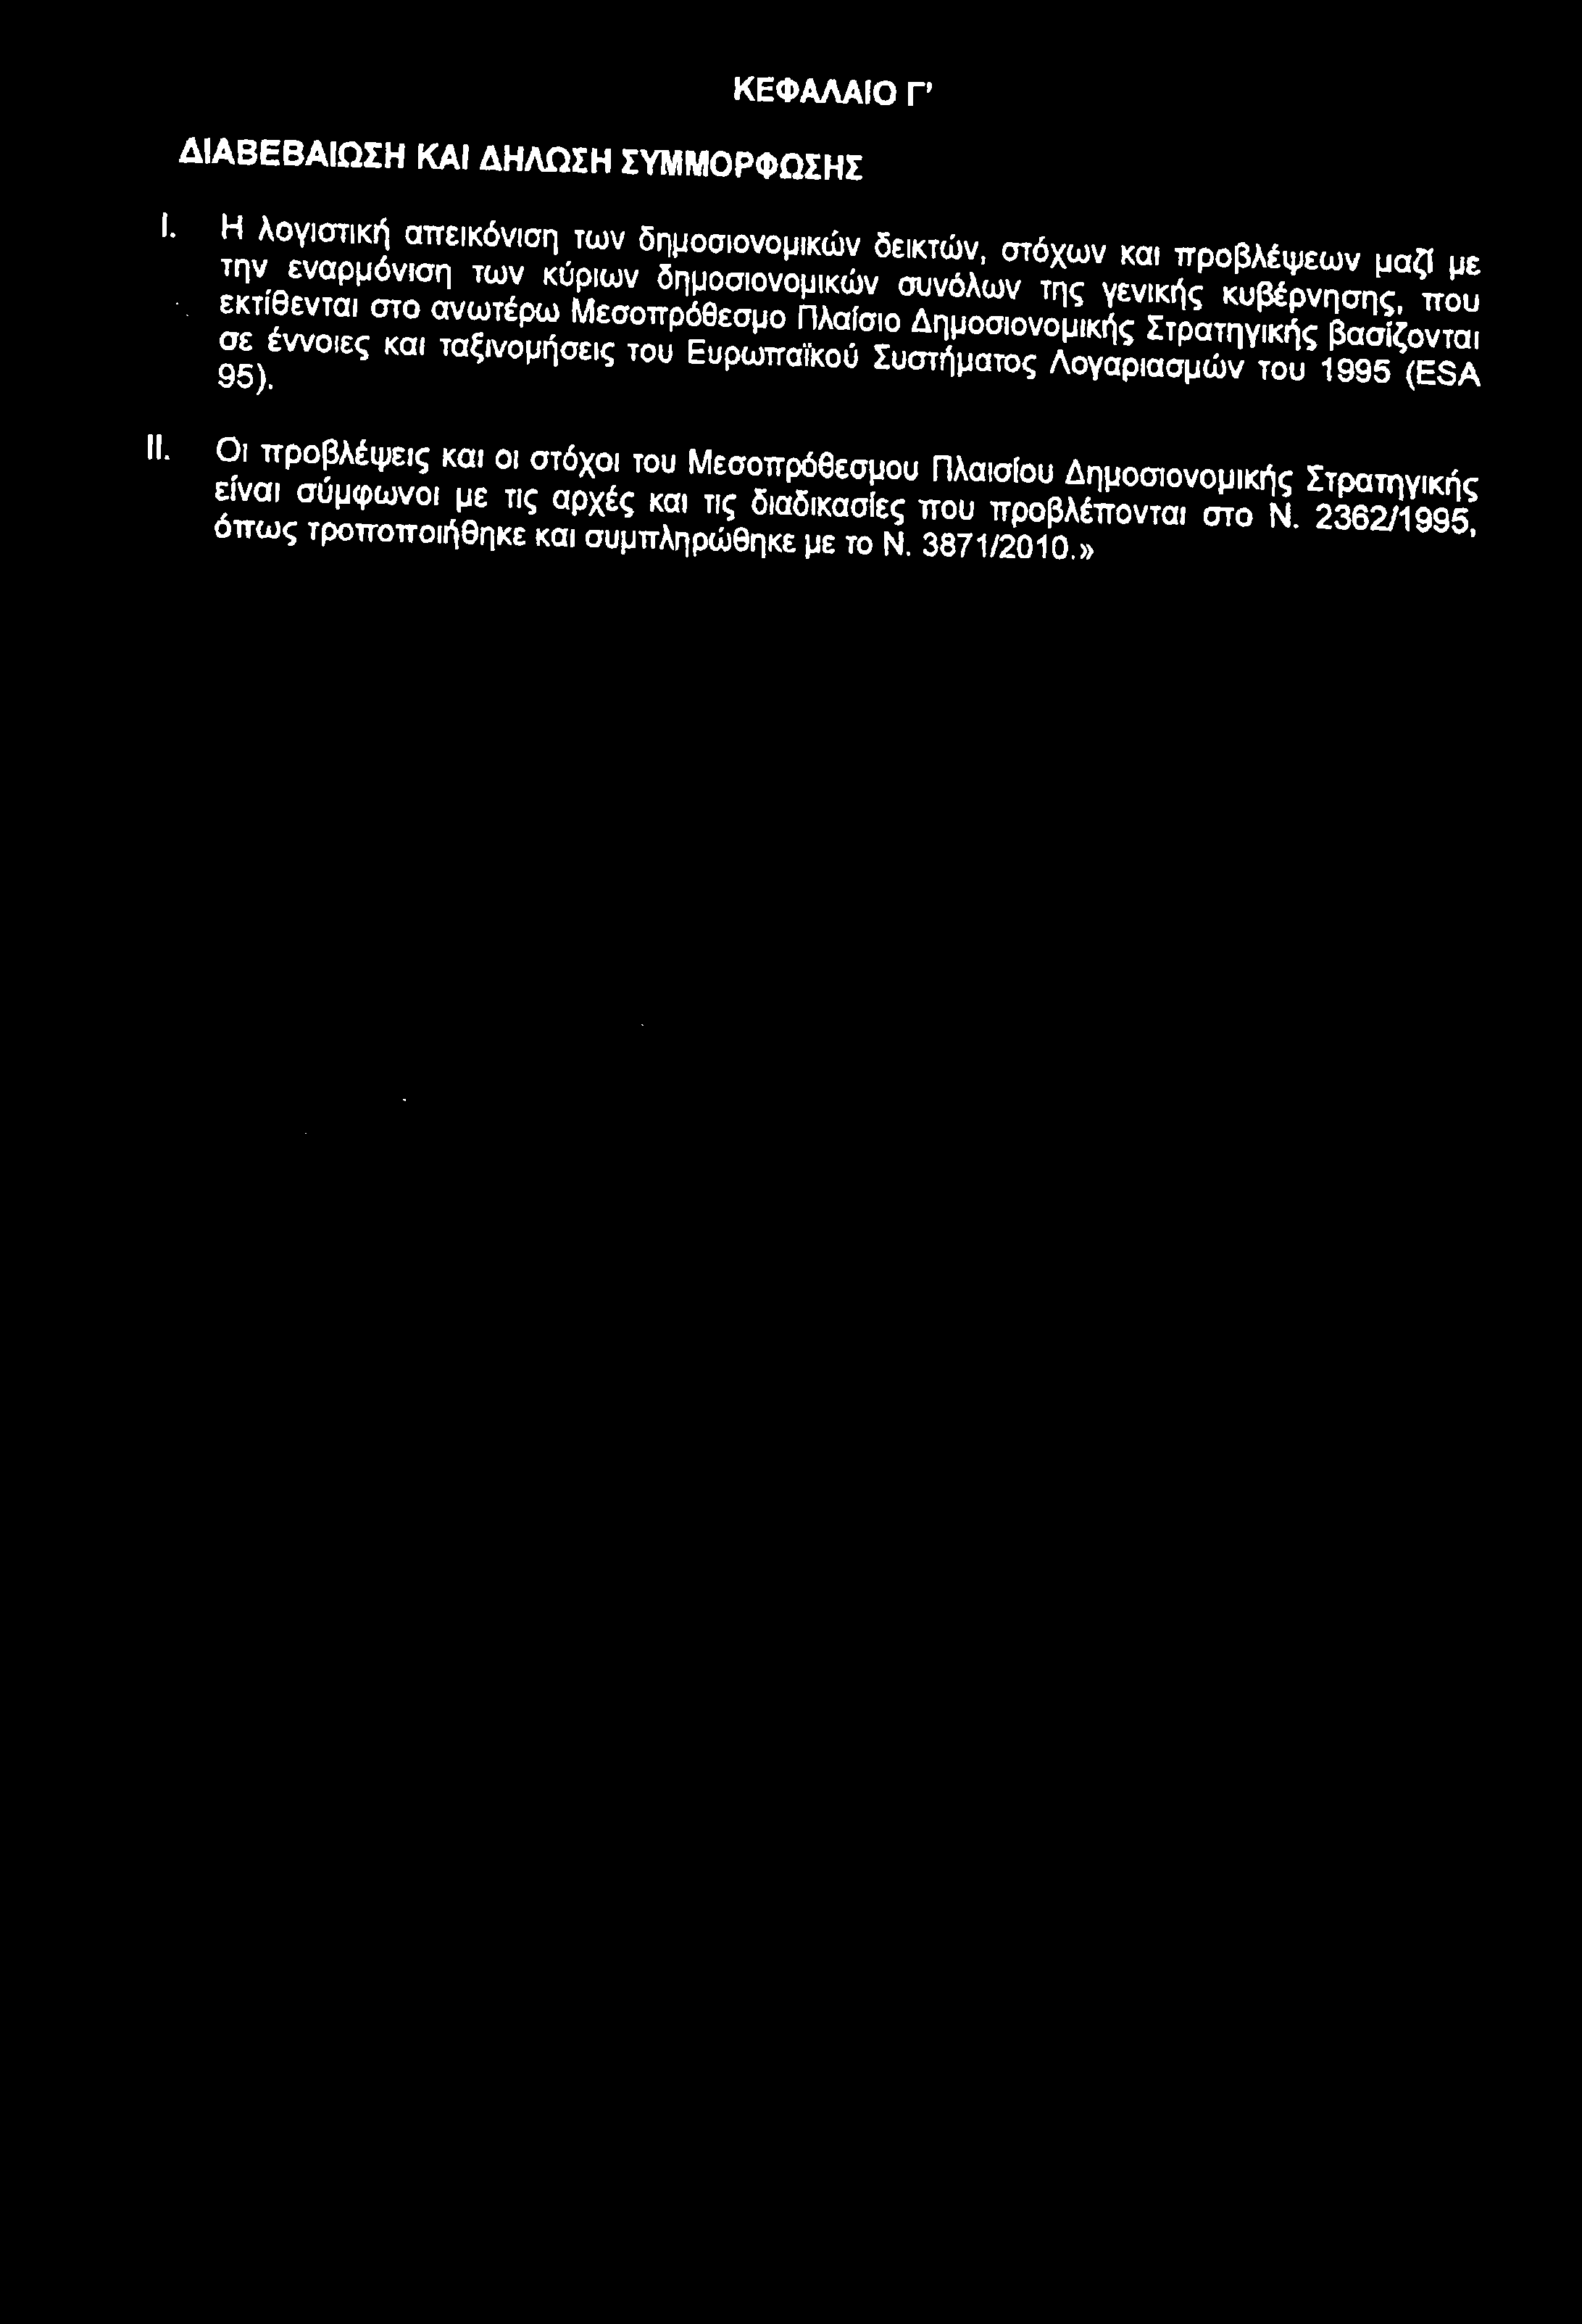 ΚΕΦΑΛΑΙΟ Γ’
ΔΙΑΒΕΒΑΙΩΣΗ ΚΑΙ ΔΗΛΩΣΗ ΣΥΜΜΟΡΦΩΣΗΣ
I. Η λογιστική απεικόνιση των δημοσιονομικών δεικτών, στόχων και προβλέψεων μαζί με
την εναρμόνιση των κύριων δημοσιονομικών συνόλων της γενικής κυβέρνησης, που
εκτίθενται στο ανωτέρω Μεσοπρόθεσμο Πλαίσιο Δημοσιονομικής Στρατηγικής βασίζονται
σε έννοιες και ταξινομήσεις του Ευρωπαϊκού Συστήματος Λογαριασμών του 1995 (ESA
95).
II. Οι προβλέψεις και οι στόχοι του Μεσοπρόθεσμου Πλαισίου Δημοσιονομικής Στρατηγικής
είναι σύμφωνοι με τις αρχές και τις διαδικασίες που προβλέπονται στο Ν. 2362/1995,
όπως τροποποιήθηκε και συμπληρώθηκε με το Ν. 3871/2010.»